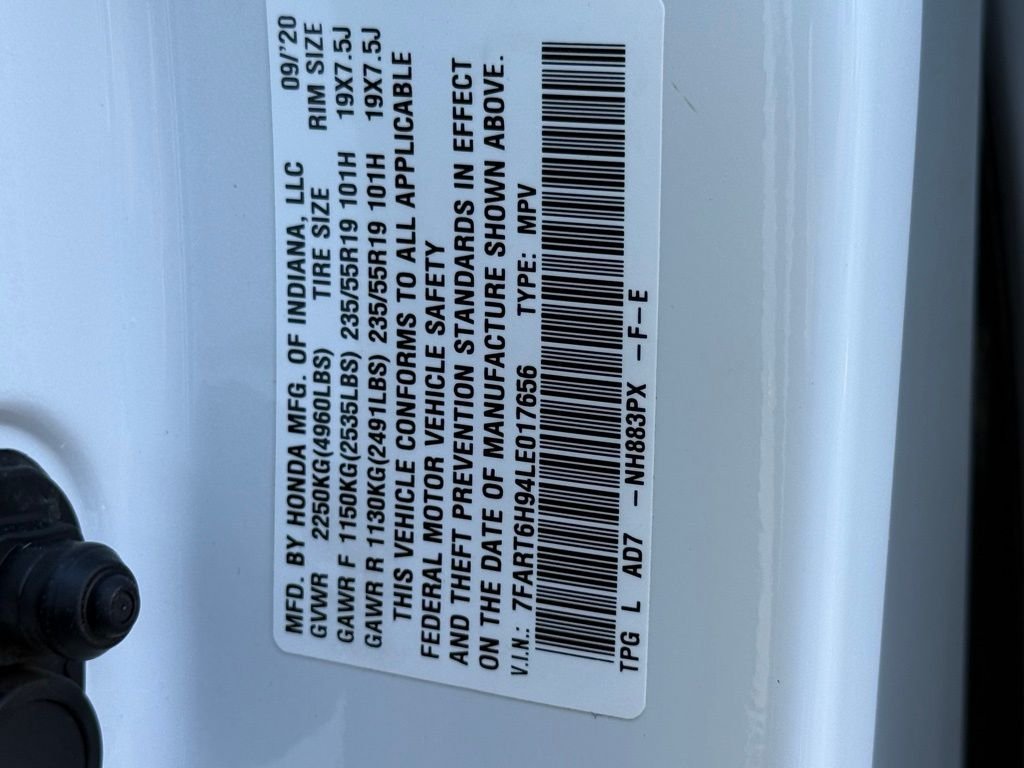 MFD. BY HONDA MFG. OF INDIANA, LLC 09/"20
GVWR 2250KG(4960LBS) TIRE SIZE RIM SIZE
GAWR F 1150KG(2535LBS) 235/55R19 101H 19X7.5J
GAWR R 1130KG(2491LBS) 235/55R19 101H 19X7.5J
THIS VEHICLE CONFORMS TO ALL APPLICABLE
FEDERAL MOTOR VEHICLE SAFETY
AND THEFT PREVENTION STANDARDS IN EFFECT
ON THE DATE OF MANUFACTURE SHOWN ABOVE.
V.I.N.: 7FART6H94LE017656 TYPE: MPV
TPG L AD7 -NH883PX -F-E